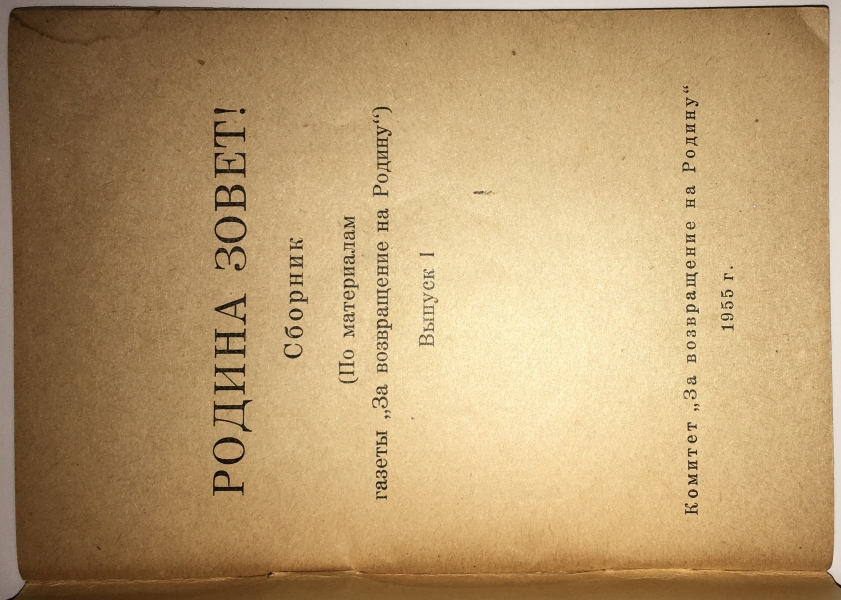 РОДИНА ЗОВЕТ!
Сборник
(По материалам
газеты „За возвращение на Родину“)
Выпуск I
Комитет „За возвращение на Родину“
1955 г.